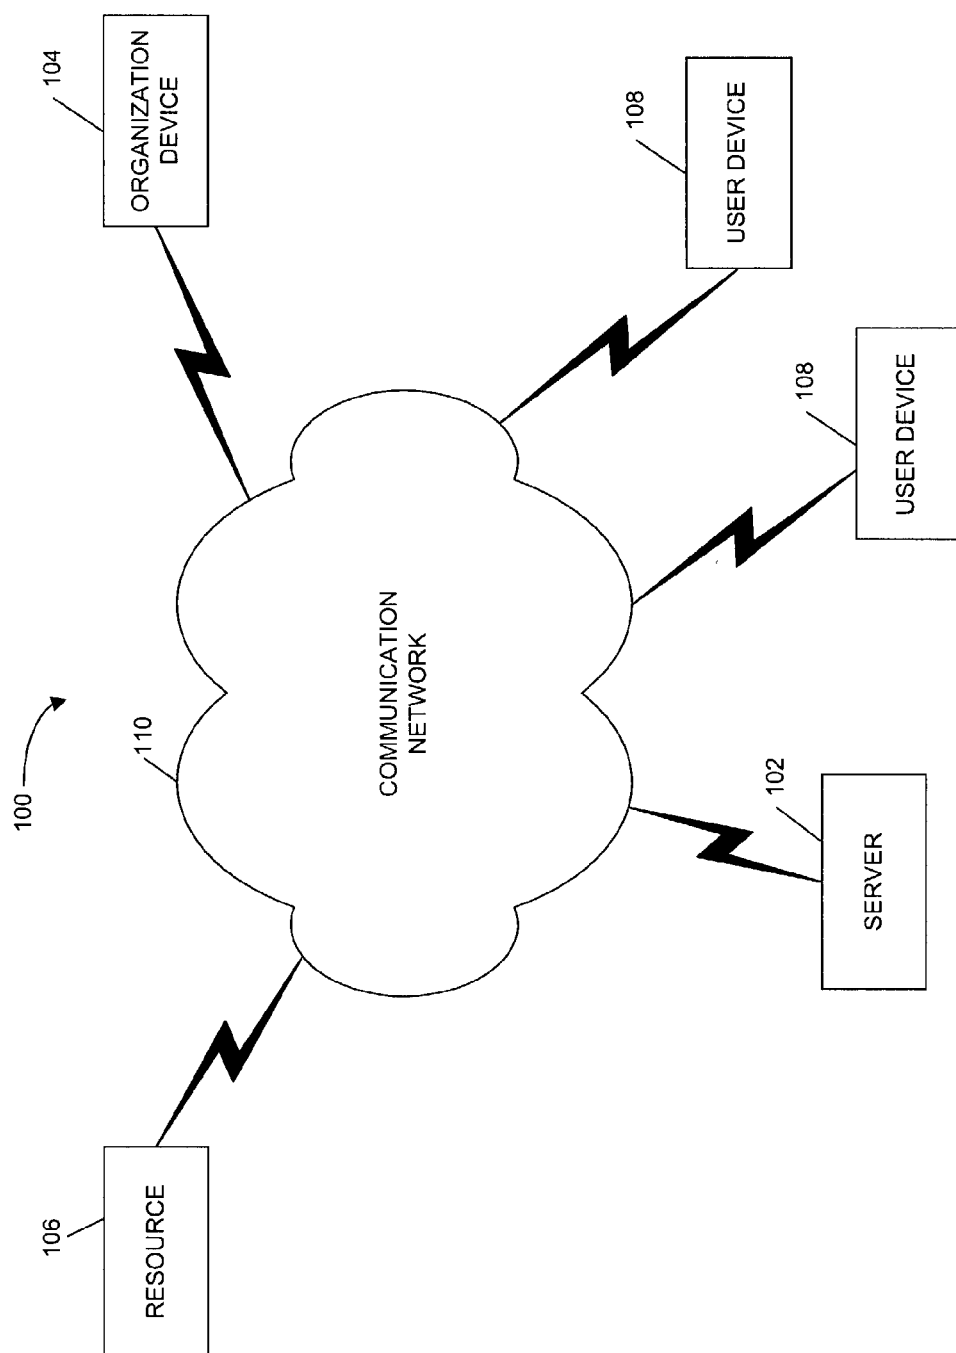 100
106
RESOURCE
110
COMMUNICATION
NETWORK
104
ORGANIZATION
DEVICE
102
SERVER
108
USER DEVICE
108
USER DEVICE